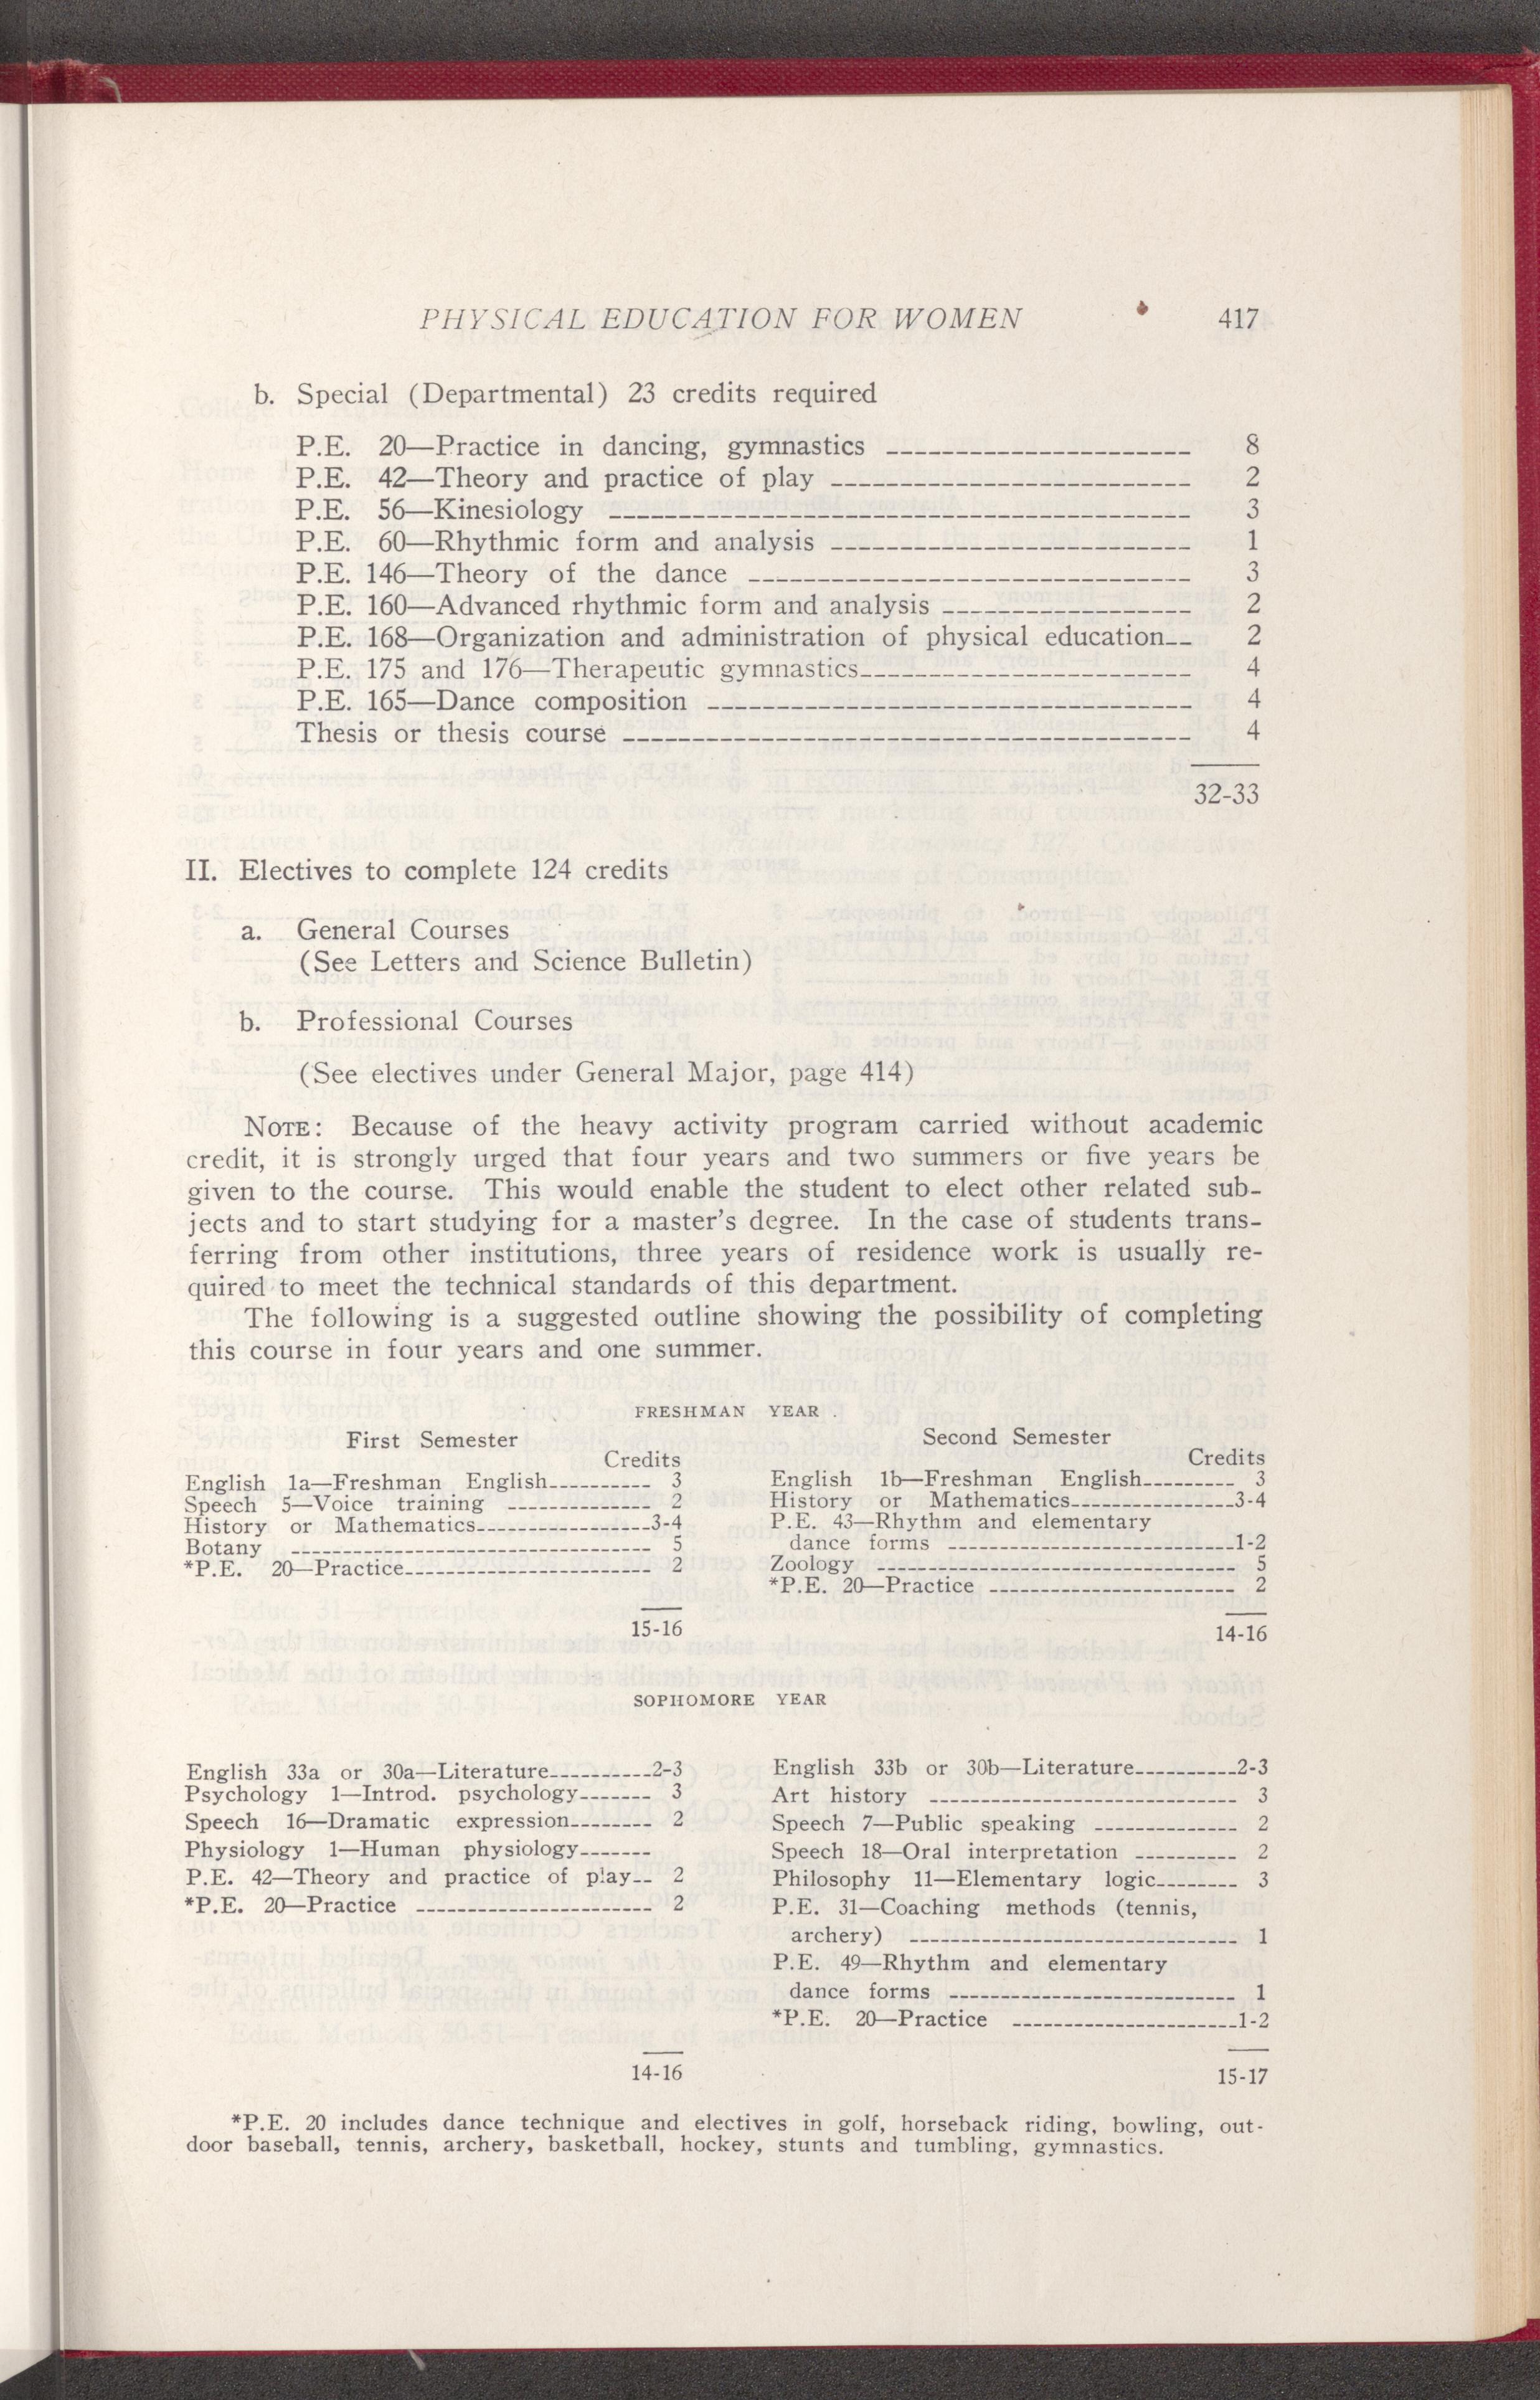 PHYSICAL EDUCATION FOR WOMEN 417
b. Special (Departmental) 23 credits required
P.E. 20—Practice in dancing, gymnastics 8
P.E. 42—Theory and practice of play 2
P.E. 56—Kinesiology 3
P.E. 60—Rhythmic form and analysis 1
P.E. 146—Theory of the dance 3
P.E. 160—Advanced rhythmic form and analysis 2
P.E. 168—Organization and administration of physical education 2
P.E. 175 and 176—Therapeutic gymnastics 4
P.E. 165—Dance composition 4
Thesis or thesis course 4
32-33
II. Electives to complete 124 credits
a. General Courses
(See Letters and Science Bulletin)
b. Professional Courses
(See electives under General Major, page 414)
NOTE: Because of the heavy activity program carried without academic
credit, it is strongly urged that four years and two summers or five years be
given to the course. This would enable the student to elect other related sub-
jects and to start studying for a master's degree. In the case of students trans-
ferring from other institutions, three years of residence work is usually re-
quired to meet the technical standards of this department.
The following is a suggested outline showing the possibility of completing
this course in four years and one summer.
FRESHMAN YEAR
First Semester
Credits
English 1a—Freshman English 3
Speech 5—Voice training 2
History or Mathematics 3-4
Botany 5
*P.E. 20—Practice 2
15-16
Second Semester
Credits
English 1b—Freshman English 3
History or Mathematics 3-4
P.E. 43—Rhythm and elementary
dance forms 1-2
Zoology 5
*P.E. 20—Practice 2
14-16
SOPHOMORE YEAR
English 33a or 30a—Literature 2-3
Psychology 1—Introd. psychology 3
Speech 16—Dramatic expression 2
Physiology 1—Human physiology
P.E. 42—Theory and practice of play 2
*P.E. 20—Practice 2
14-16
English 33b or 30b—Literature 2-3
Art history 3
Speech 7—Public speaking 2
Speech 18—Oral interpretation 2
Philosophy 11—Elementary logic 3
P.E. 31—Coaching methods (tennis,
archery) 1
P.E. 49—Rhythm and elementary
dance forms 1
*P.E. 20—Practice 1-2
15-17
*P.E. 20 includes dance technique and electives in golf, horseback riding, bowling, out-
door baseball, tennis, archery, basketball, hockey, stunts and tumbling, gymnastics.